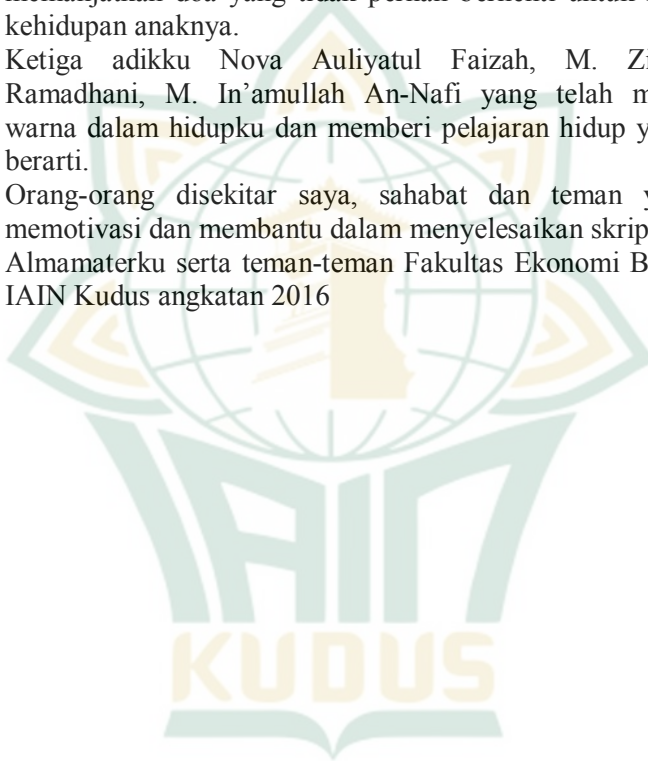 kehidupan anaknya.
Ketiga adikku Nova Auliyatul Faizah, M.
Ramadhani, M. In’amullah An-Nafi yang telah
warna dalam hidupku dan memberi pelajaran hidup
berarti.
Orang-orang disekitar saya, sahabat dan teman
memotivasi dan membantu dalam menyelesaikan
Almamaterku serta teman-teman Fakultas Ekonomi
IAIN Kudus angkatan 2016
IAIN
KUDUS